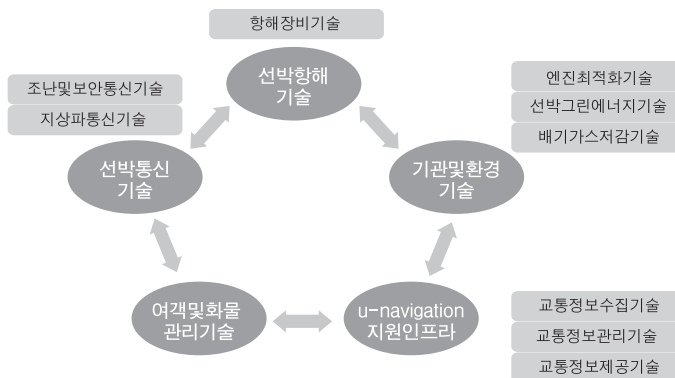 항해장비기술
선박항해
기술
조난및보안통신기술
지상파통신기술
엔진최적화기술
선박그린에너지기술
배기가스저감기술
선박통신
기술
기관및환경
기술
여객및화물
관리기술
u-navigation
지원인프라
교통정보수집기술
교통정보관리기술
교통정보제공기술